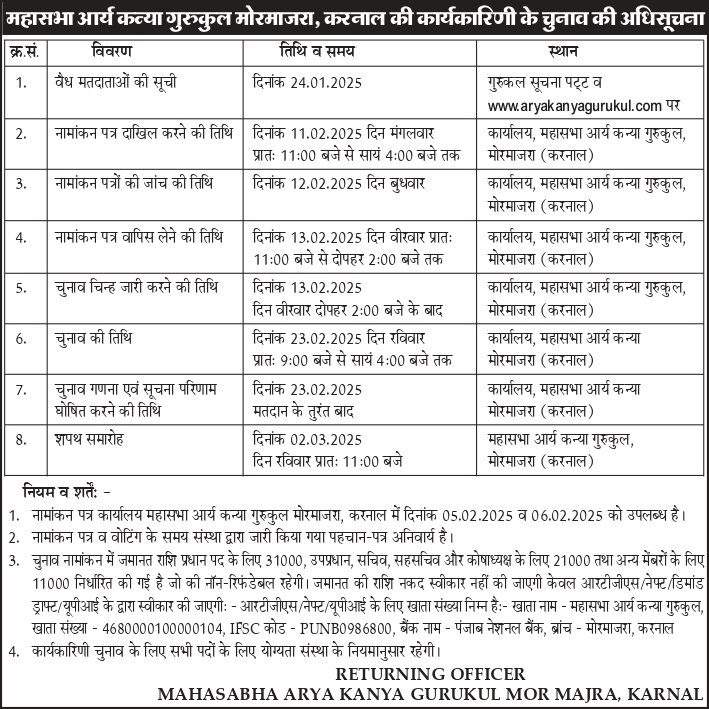 महासभा आर्य कन्या गुरुकुल मोरमाजरा, करनाल की कार्यकारिणी के चुनाव की अधिसूचना
क्र.सं. विवरण तिथि व समय स्थान
1. वैध मतदाताओं की सूची दिनांक 24.01.2025 गुरुकल सूचना पट्ट व
www.aryakanyagurukul.com पर
2. नामांकन पत्र दाखिल करने की तिथि दिनांक 11.02.2025 दिन मंगलवार कार्यालय, महासभा आर्य कन्या गुरुकुल,
प्रातः 11:00 बजे से सायं 4:00 बजे तक मोरमाजरा (करनाल)
3. नामांकन पत्रों की जांच की तिथि दिनांक 12.02.2025 दिन बुधवार कार्यालय, महासभा आर्य कन्या गुरुकुल,
मोरमाजरा (करनाल)
4. नामांकन पत्र वापिस लेने की तिथि दिनांक 13.02.2025 दिन वीरवार प्रातः कार्यालय, महासभा आर्य कन्या गुरुकुल,
11:00 बजे से दोपहर 2:00 बजे तक मोरमाजरा (करनाल)
5. चुनाव चिन्ह जारी करने की तिथि दिनांक 13.02.2025 कार्यालय, महासभा आर्य कन्या गुरुकुल,
दिन वीरवार दोपहर 2:00 बजे के बाद मोरमाजरा (करनाल)
6. चुनाव की तिथि दिनांक 23.02.2025 दिन रविवार कार्यालय, महासभा आर्य कन्या
प्रातः 9:00 बजे से सायं 4:00 बजे तक मोरमाजरा (करनाल)
7. चुनाव गणना एवं सूचना परिणाम दिनांक 23.02.2025 कार्यालय, महासभा आर्य कन्या
घोषित करने की तिथि मतदान के तुरंत बाद मोरमाजरा (करनाल)
8. शपथ समारोह दिनांक 02.03.2025 महासभा आर्य कन्या गुरुकुल,
दिन रविवार प्रातः 11:00 बजे मोरमाजरा (करनाल)
नियम व शर्तें: -
1. नामांकन पत्र कार्यालय महासभा आर्य कन्या गुरुकुल मोरमाजरा, करनाल में दिनांक 05.02.2025 व 06.02.2025 को उपलब्ध है।
2. नामांकन पत्र व वोटिंग के समय संस्था द्वारा जारी किया गया पहचान-पत्र अनिवार्य है।
3. चुनाव नामांकन में जमानत राशि प्रधान पद के लिए 31000, उपप्रधान, सचिव, सहसचिव और कोषाध्यक्ष के लिए 21000 तथा अन्य मेंबरों के लिए
11000 निर्धारित की गई है जो की नॉन-रिफंडेबल रहेगी। जमानत की राशि नकद स्वीकार नहीं की जाएगी केवल आरटीजीएस/नेफ्ट/डिमांड
ड्राफ्ट/यूपीआई के द्वारा स्वीकार की जाएगीः - आरटीजीएस/नेफ्ट/यूपीआई के लिए खाता संख्या निम्न हैः- खाता नाम - महासभा आर्य कन्या गुरुकुल,
खाता संख्या - 4680000100000104, IFSC कोड - PUNB0986800, बैंक नाम - पंजाब नेशनल बैंक, ब्रांच - मोरमाजरा, करनाल
4. कार्यकारिणी चुनाव के लिए सभी पदों के लिए योग्यता संस्था के नियमानुसार रहेगी।
RETURNING OFFICER
MAHASABHA ARYA KANYA GURUKUL MOR MAJRA, KARNAL